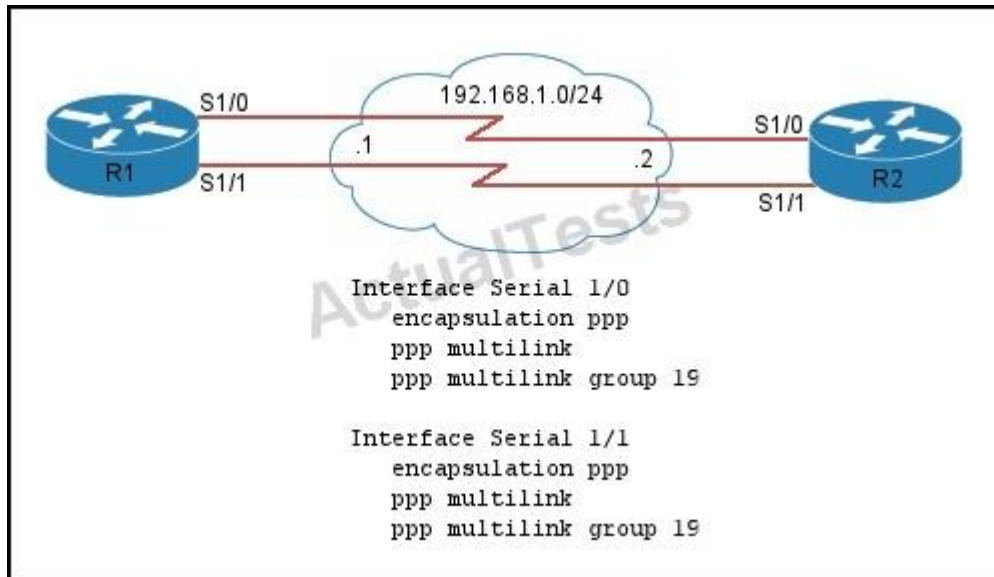 S1/0
192.168.1.0/24
S1/0
.1
.2
R1
R2
S1/1
S1/1
ActualTests
Interface Serial 1/0
encapsulation ppp
ppp multilink
ppp multilink group 19
Interface Serial 1/1
encapsulation ppp
ppp multilink
ppp multilink group 19